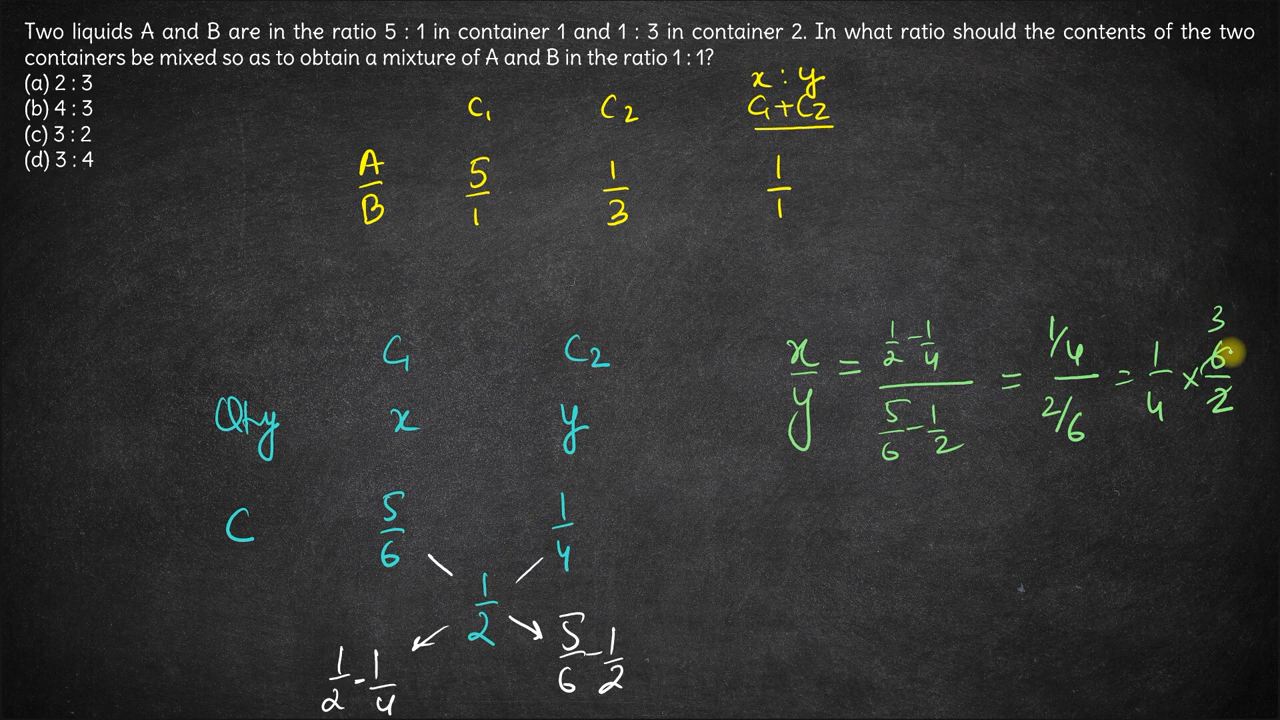 Two liquids A and B are in the ratio 5 : 1 in container 1 and 1 : 3 in container 2. In what ratio should the contents of the two
containers be mixed so as to obtain a mixture of A and B in the ratio 1 : 1?
(a) 2 : 3
(b) 4 : 3
(c) 3 : 2
(d) 3 : 4
x : y
C₁ C₂ C₁+C₂
A/B 5/1 1/3 1/1
C₁ C₂
Qty x y
x/y = (1/2 - 1/4)/(5/6 - 1/2) = (1/4)/(2/6) = 1/4 × 6/2
3
C 5/6 1/4
1/2
1/2 - 1/4 5/6 - 1/2